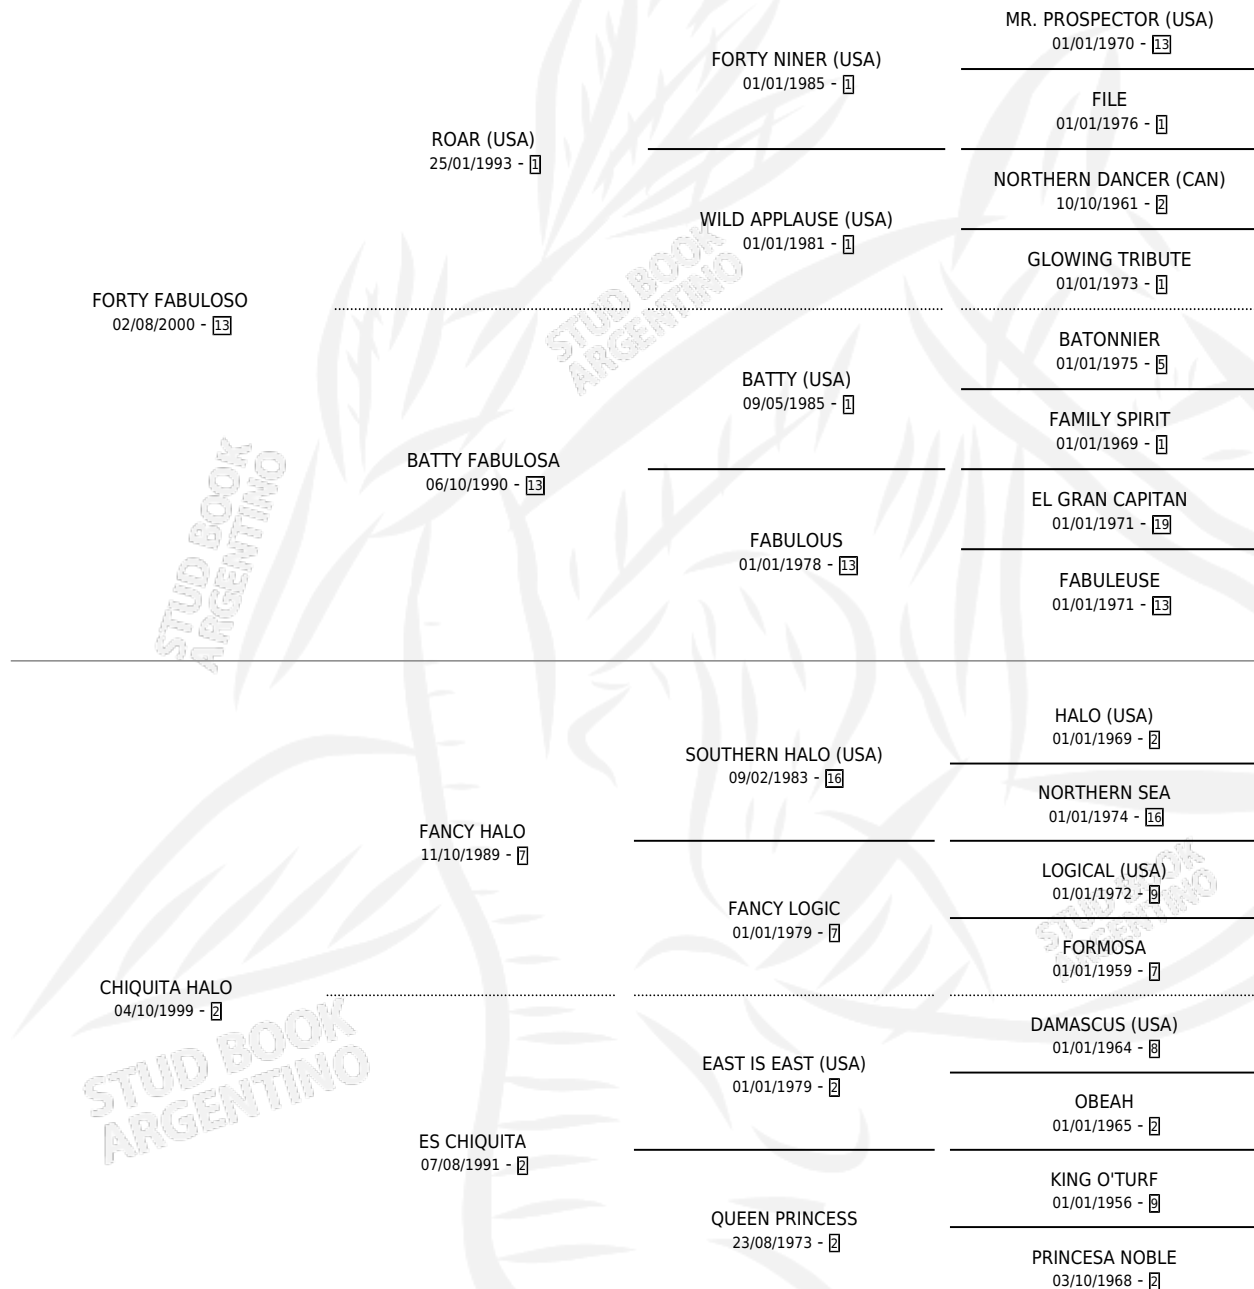 MR. PROSPECTOR (USA)
01/01/1970 - 13
FORTY NINER (USA)
01/01/1985 - 1
FILE
01/01/1976 - 1
ROAR (USA)
25/01/1993 - 1
NORTHERN DANCER (CAN)
10/10/1961 - 2
WILD APPLAUSE (USA)
01/01/1981 - 1
GLOWING TRIBUTE
01/01/1973 - 1
FORTY FABULOSO
02/08/2000 - 13
BATONNIER
01/01/1975 - 5
BATTY (USA)
09/05/1985 - 1
FAMILY SPIRIT
01/01/1969 - 1
BATTY FABULOSA
06/10/1990 - 13
EL GRAN CAPITAN
01/01/1971 - 19
FABULOUS
01/01/1978 - 13
FABULEUSE
01/01/1971 - 13
HALO (USA)
01/01/1969 - 2
SOUTHERN HALO (USA)
09/02/1983 - 16
NORTHERN SEA
01/01/1974 - 16
FANCY HALO
11/10/1989 - 7
LOGICAL (USA)
01/01/1972 - 9
FANCY LOGIC
01/01/1979 - 7
FORMOSA
01/01/1959 - 7
CHIQUITA HALO
04/10/1999 - 2
DAMASCUS (USA)
01/01/1964 - 8
EAST IS EAST (USA)
01/01/1979 - 2
OBEAH
01/01/1965 - 2
ES CHIQUITA
07/08/1991 - 2
KING O'TURF
01/01/1956 - 9
QUEEN PRINCESS
23/08/1973 - 2
PRINCESA NOBLE
03/10/1968 - 2
STUD BOOK
ARGENTINO
STUD BOOK
ARGENTINO
STUD BOOK
ARGENTINO
STUD BOOK
ARGENTINO